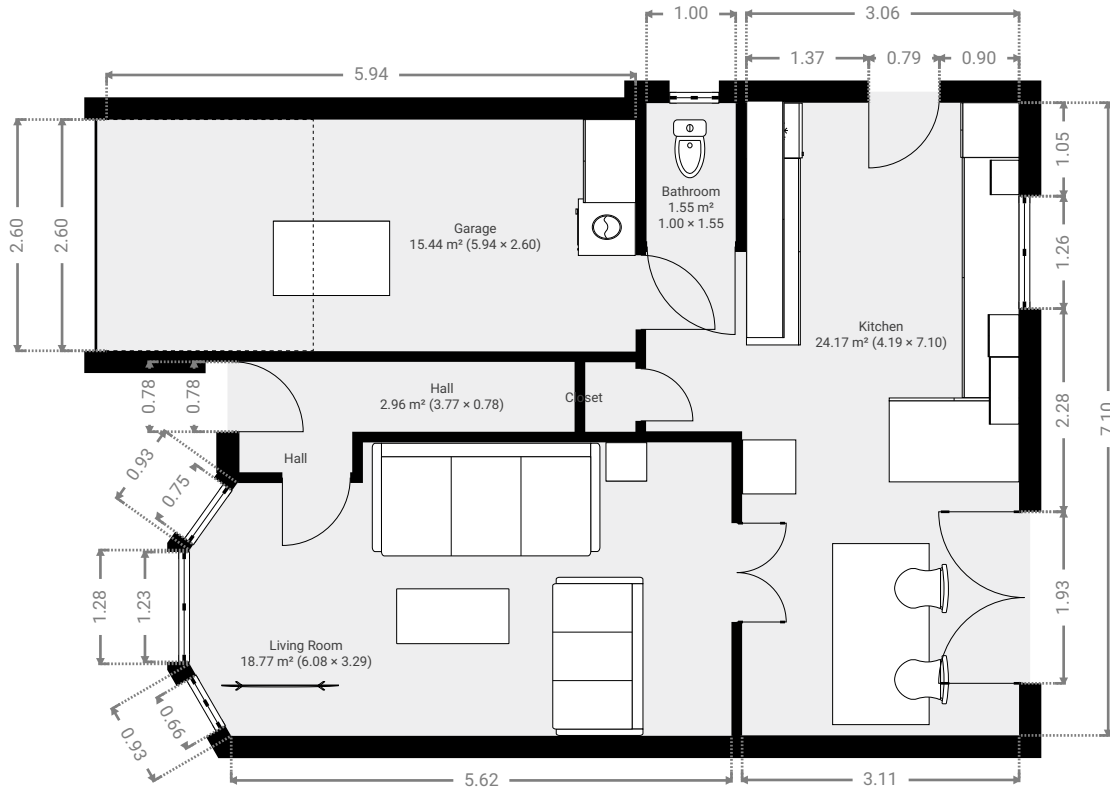 1.00
3.06
1.37
0.79
0.90
5.94
1.05
2.60
2.60
Bathroom
1.55 m²
1.00 × 1.55
Garage
15.44 m² (5.94 × 2.60)
1.26
Kitchen
24.17 m² (4.19 × 7.10)
0.78
0.78
Hall
2.96 m² (3.77 × 0.78)
Closet
2.28
7.10
Hall
0.93
0.75
1.28
1.23
1.93
Living Room
18.77 m² (6.08 × 3.29)
0.66
0.93
5.62
3.11